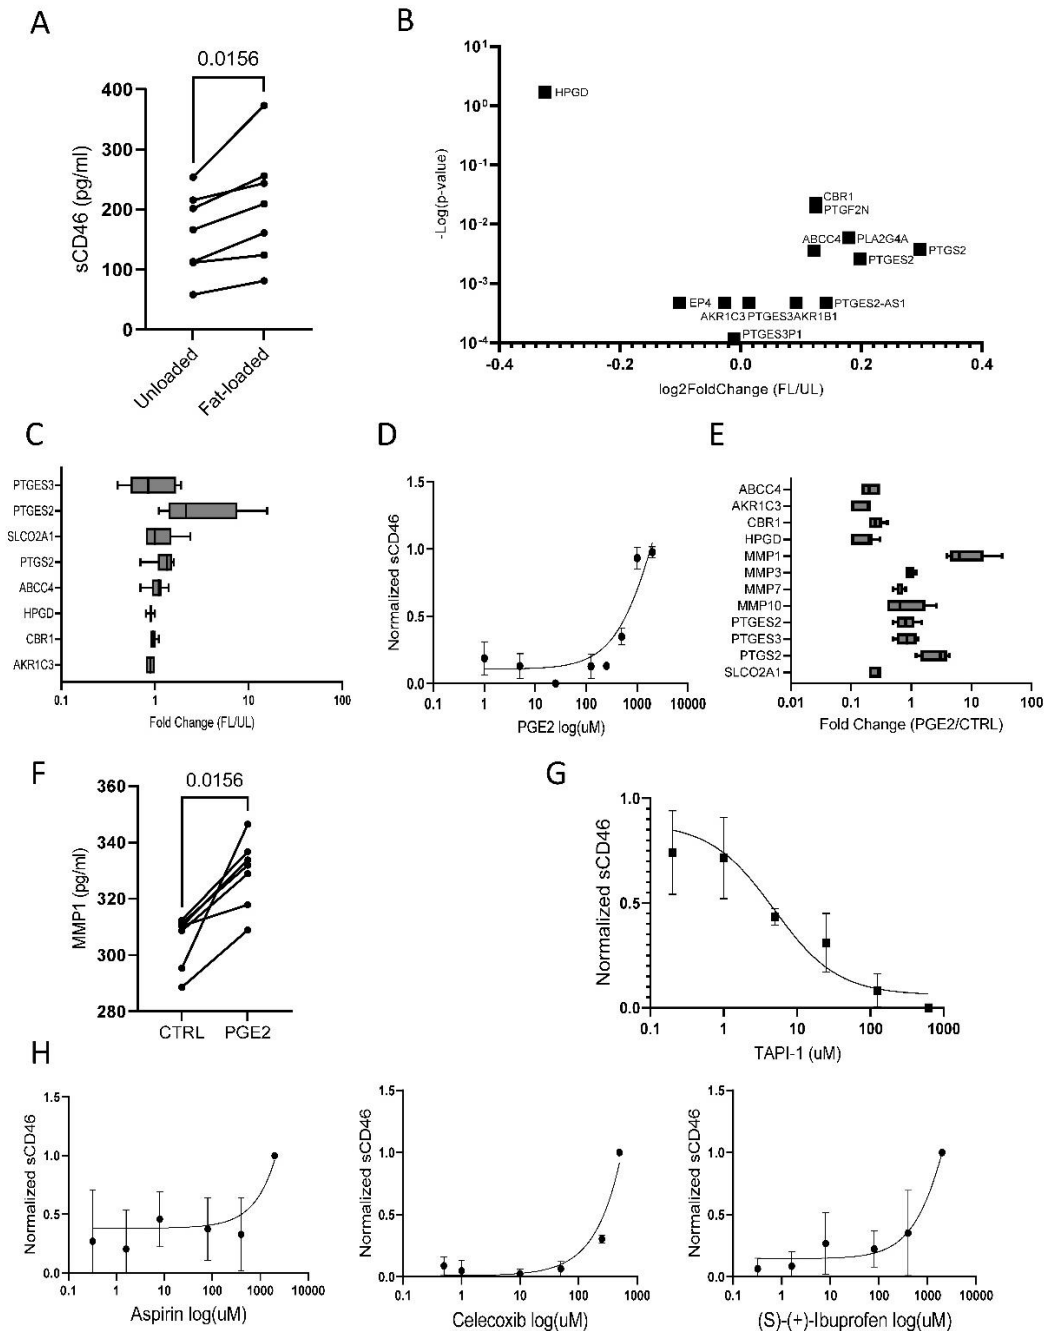 A
0.0156
sCD46 (pg/ml)
400
300
200
100
0
Unloaded
Fat-loaded
B
-Log(p-value)
10^1
10^0
10^-1
10^-2
10^-3
10^-4
HPGD
CBR1
PTGF2N
ABCC4
PLA2G4A
PTGES2
PTGS2
EP4
AKR1C3
PTGES3
AKR1B1
PTGES2-AS1
PTGES3P1
-0.4
-0.2
0.0
0.2
0.4
log2FoldChange (FL/UL)
C
PTGES3
PTGES2
SLCO2A1
PTGS2
ABCC4
HPGD
CBR1
AKR1C3
0.1
1
10
100
Fold Change (FL/UL)
D
Normalized sCD46
1.5
1.0
0.5
0.0
0.1
1
10
100
1000
10000
PGE2 log(uM)
E
ABCC4
AKR1C3
CBR1
HPGD
MMP1
MMP3
MMP7
MMP10
PTGES2
PTGES3
PTGS2
SLCO2A1
0.01
0.1
1
10
100
Fold Change (PGE2/CTRL)
F
0.0156
MMP1 (pg/ml)
360
340
320
300
280
CTRL
PGE2
G
Normalized sCD46
1.0
0.5
0.0
0.1
1
10
100
1000
TAPI-1 (uM)
H
Normalized sCD46
1.5
1.0
0.5
0.0
0.1
1
10
100
1000
10000
Aspirin log(uM)
Normalized sCD46
1.5
1.0
0.5
0.0
0.1
1
10
100
1000
Celecoxib log(uM)
Normalized sCD46
1.5
1.0
0.5
0.0
0.1
1
10
100
1000
10000
(S)-(+)-Ibuprofen log(uM)